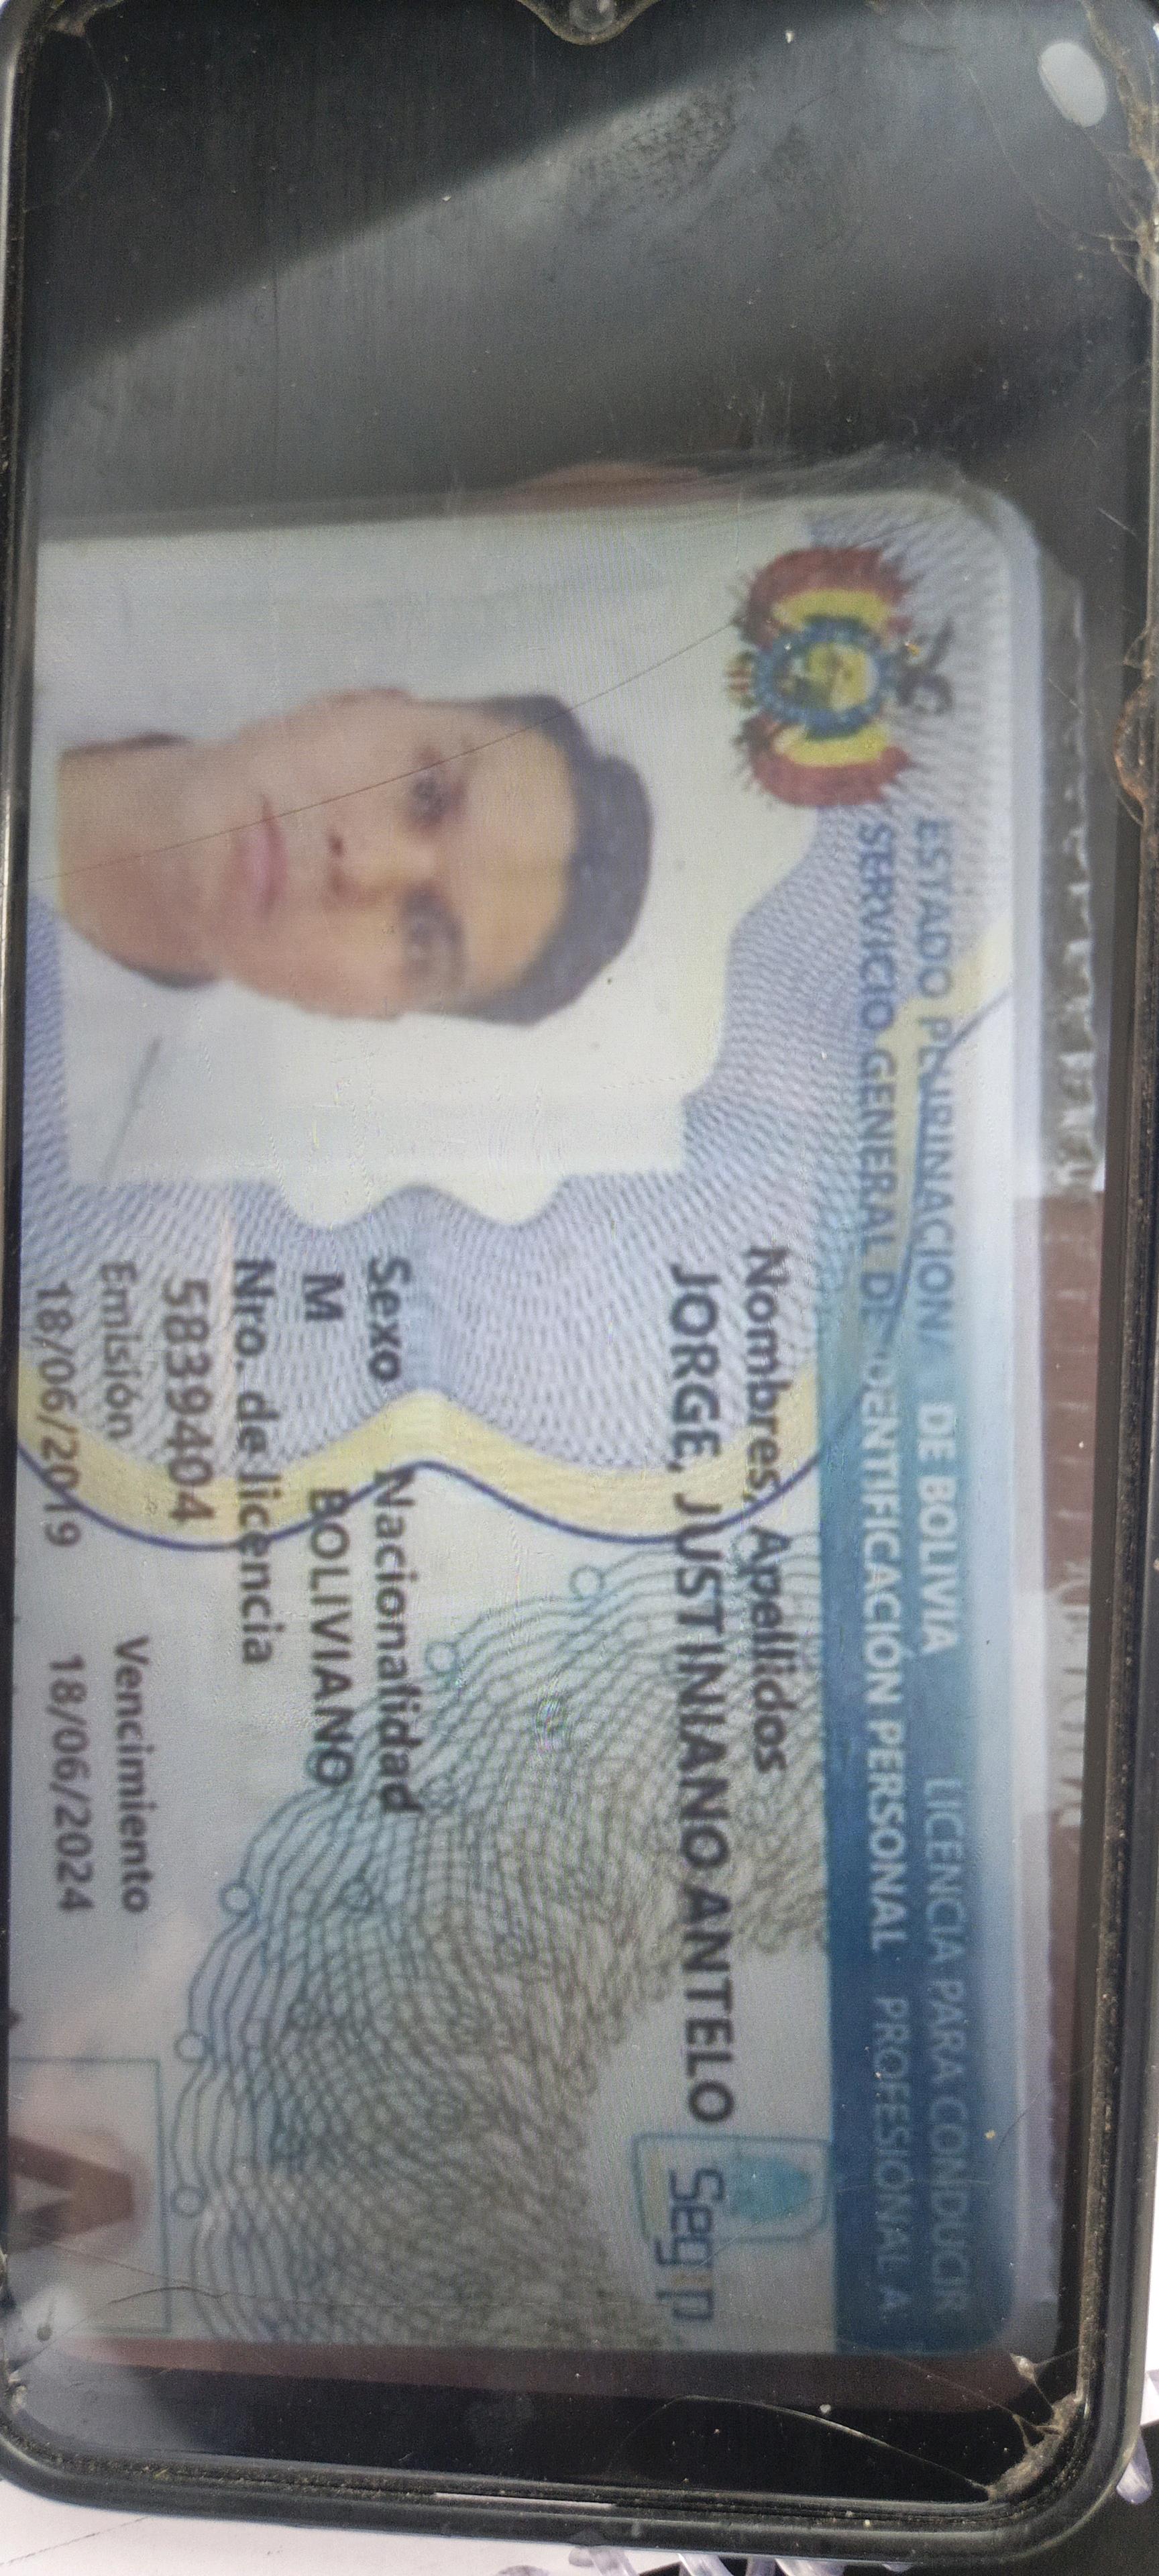 ESTADO PLURINACIONAL DE BOLIVIA LICENCIA PARA CONDUCIR
SERVICIO GENERAL DE IDENTIFICACIÓN PERSONAL PROFESIONAL A
Nombres, Apellidos
JORGE, JUSTINIANO ANTELO
Segip
Sexo Nacionalidad
M BOLIVIANO
Nro. de licencia
5839404
Emisión Vencimiento
18/06/2019 18/06/2024
A